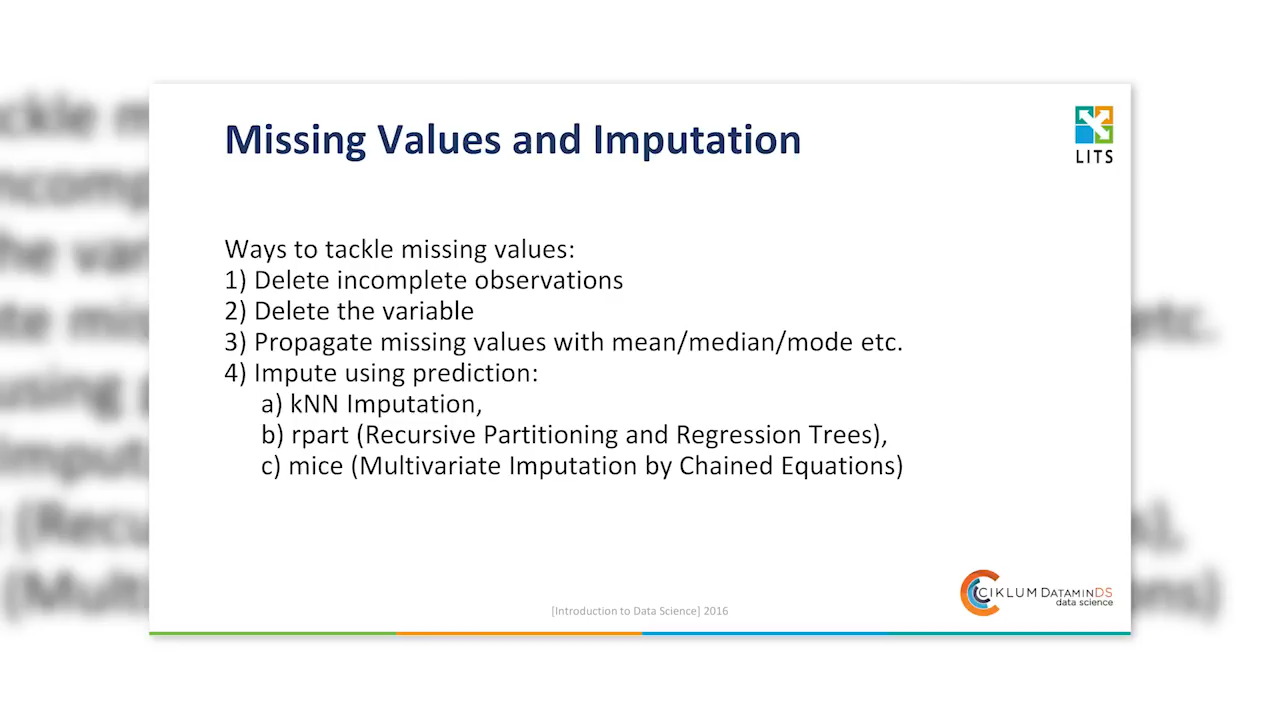 Missing Values and Imputation
LITS
Ways to tackle missing values:
1) Delete incomplete observations
2) Delete the variable
3) Propagate missing values with mean/median/mode etc.
4) Impute using prediction:
a) kNN Imputation,
b) rpart (Recursive Partitioning and Regression Trees),
c) mice (Multivariate Imputation by Chained Equations)
CIKLUM DATAMINDS
data science
[Introduction to Data Science] 2016